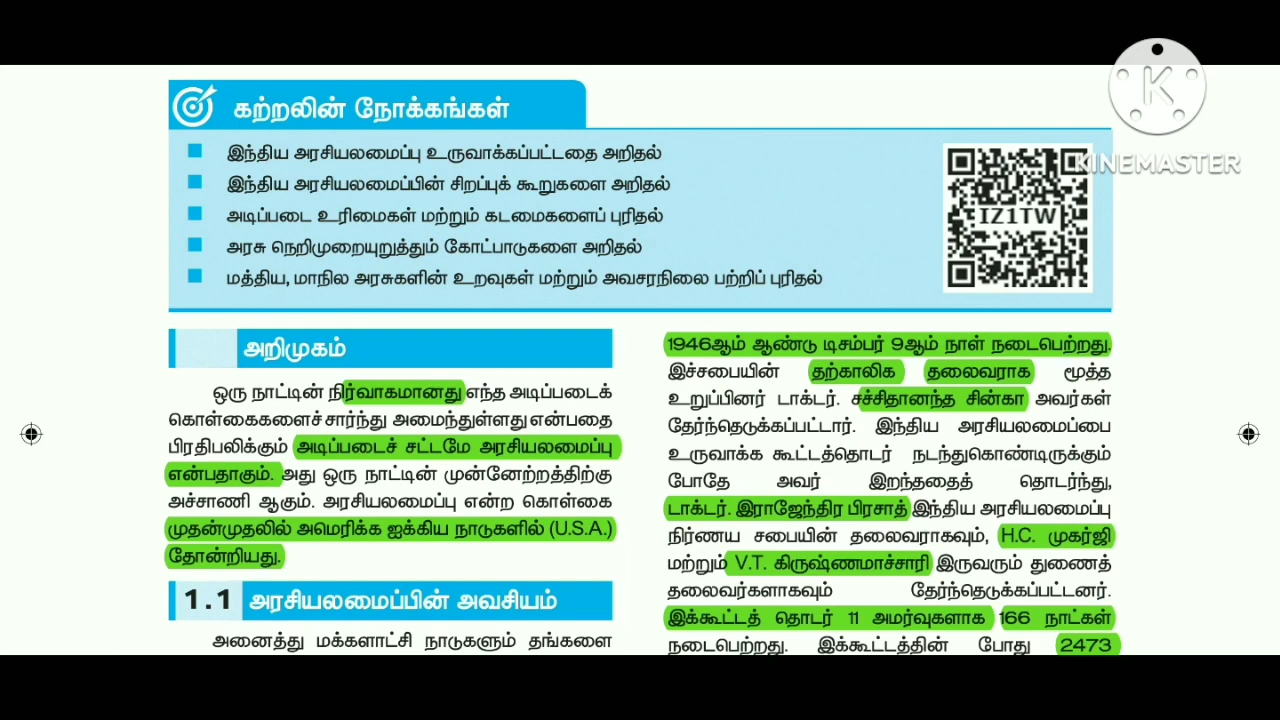 கற்றலின் நோக்கங்கள்
இந்திய அரசியலமைப்பு உருவாக்கப்பட்டதை அறிதல்
இந்திய அரசியலமைப்பின் சிறப்புக் கூறுகளை அறிதல்
அடிப்படை உரிமைகள் மற்றும் கடமைகளைப் புரிதல்
அரசு நெறிமுறையுறுத்தும் கோட்பாடுகளை அறிதல்
மத்திய, மாநில அரசுகளின் உறவுகள் மற்றும் அவசரநிலை பற்றிப் புரிதல்
IZ1TW
K
KINEMASTER
அறிமுகம்
ஒரு நாட்டின் நிர்வாகமானது எந்த அடிப்படைக்
கொள்கைகளைச் சார்ந்து அமைந்துள்ளது என்பதை
பிரதிபலிக்கும் அடிப்படைச் சட்டமே அரசியலமைப்பு
என்பதாகும். அது ஒரு நாட்டின் முன்னேற்றத்திற்கு
அச்சாணி ஆகும். அரசியலமைப்பு என்ற கொள்கை
முதன்முதலில் அமெரிக்க ஐக்கிய நாடுகளில் (U.S.A.)
தோன்றியது.
1.1 அரசியலமைப்பின் அவசியம்
அனைத்து மக்களாட்சி நாடுகளும் தங்களை
1946ஆம் ஆண்டு டிசம்பர் 9ஆம் நாள் நடைபெற்றது.
இச்சபையின் தற்காலிக தலைவராக மூத்த
உறுப்பினர் டாக்டர். சச்சிதானந்த சின்கா அவர்கள்
தேர்ந்தெடுக்கப்பட்டார். இந்திய அரசியலமைப்பை
உருவாக்க கூட்டத்தொடர் நடந்துகொண்டிருக்கும்
போதே அவர் இறந்ததைத் தொடர்ந்து,
டாக்டர். இராஜேந்திர பிரசாத் இந்திய அரசியலமைப்பு
நிர்ணய சபையின் தலைவராகவும், H.C. முகர்ஜி
மற்றும் V.T. கிருஷ்ணமாச்சாரி இருவரும் துணைத்
தலைவர்களாகவும் தேர்ந்தெடுக்கப்பட்டனர்.
இக்கூட்டத் தொடர் 11 அமர்வுகளாக 166 நாட்கள்
நடைபெற்றது. இக்கூட்டத்தின் போது 2473